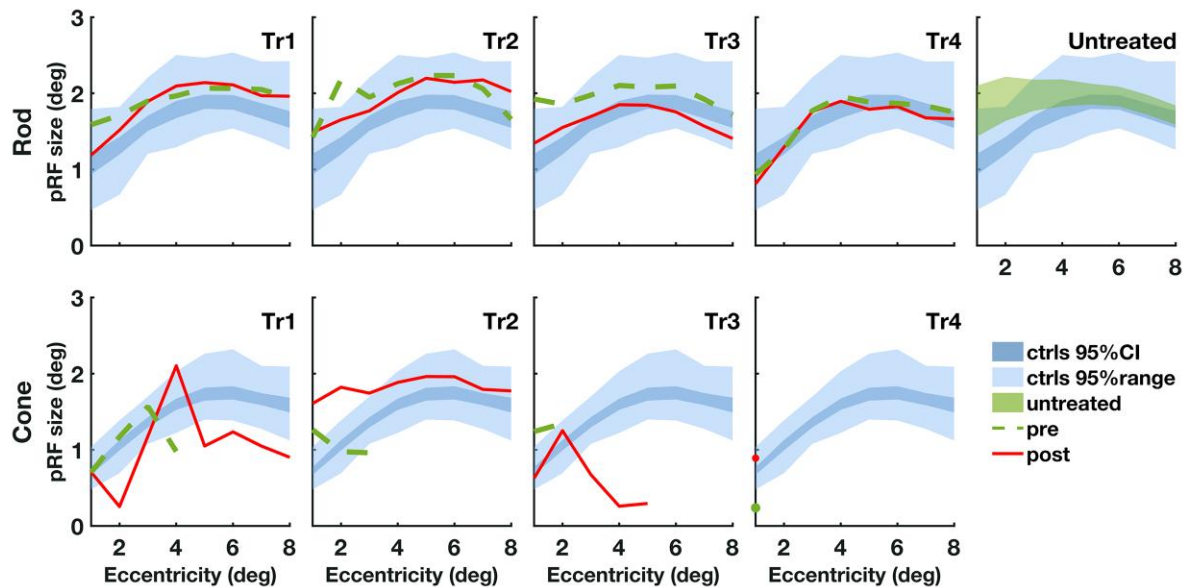 3
Tr1
Tr2
Tr3
Tr4
Untreated
2
1
0
Rod
pRF size (deg)
2 4 6 8
3
Tr1
Tr2
Tr3
Tr4
2
1
0
Cone
pRF size (deg)
ctrls 95%CI
ctrls 95%range
untreated
pre
post
2 4 6 8
2 4 6 8
2 4 6 8
2 4 6 8
Eccentricity (deg)
Eccentricity (deg)
Eccentricity (deg)
Eccentricity (deg)